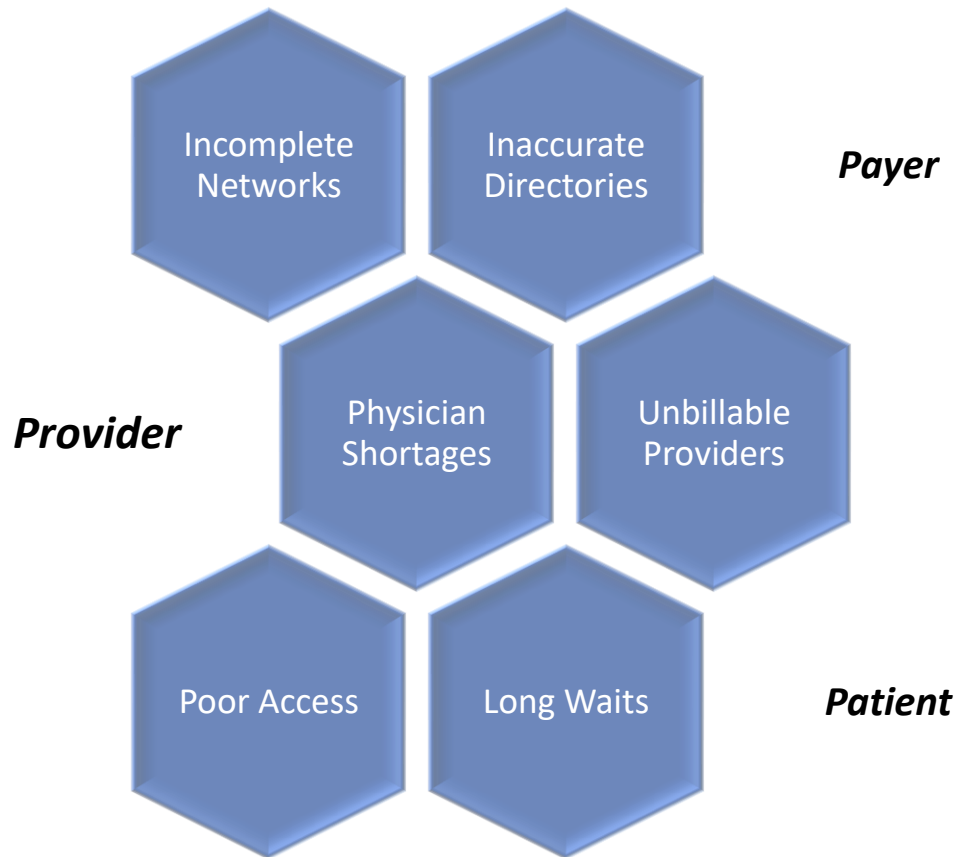 Incomplete
Networks
Inaccurate
Directories
Payer
Provider
Physician
Shortages
Unbillable
Providers
Poor Access
Long Waits
Patient